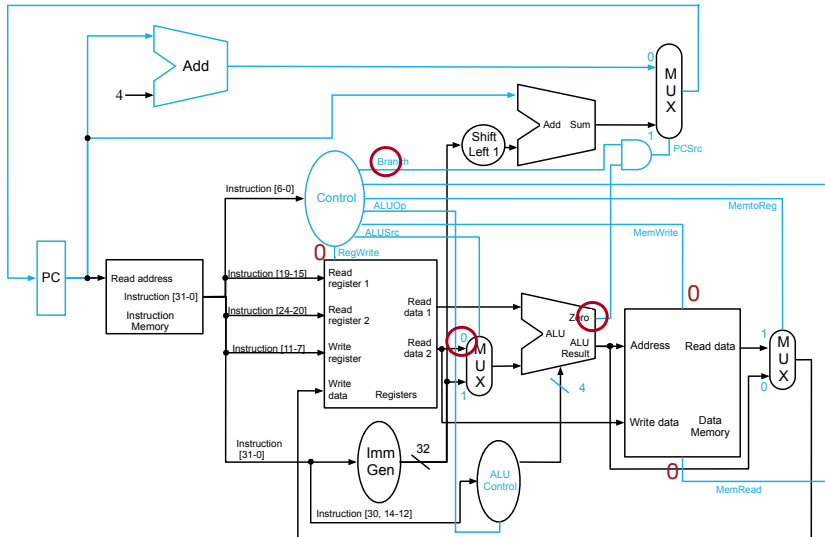 Add
4
0
M
U
X
1
PCSrc
Add
Sum
Shift
Left 1
Branch
Instruction [6-0]
Control
ALUOp
MemtoReg
ALUSrc
MemWrite
0
RegWrite
PC
Read address
Instruction [31-0]
Instruction
Memory
Instruction [19-15]
Read
register 1
Instruction [24-20]
Read
register 2
Instruction [11-7]
Write
register
Write
data
Registers
Read
data 1
Read
data 2
0
M
U
X
1
Zero
ALU
ALU
Result
4
0
Address
Read data
Write data
Data
Memory
0
MemRead
1
M
U
X
0
Instruction
[31-0]
Imm
Gen
32
ALU
Control
Instruction [30, 14-12]